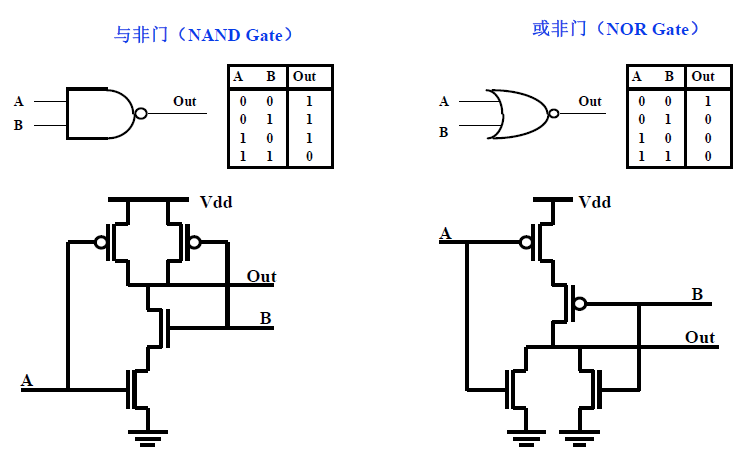 与非门（NAND Gate）
A B Out
0 0 1
0 1 1
1 0 1
1 1 0
A
B
Out
Vdd
Out
B
A
或非门（NOR Gate）
A B Out
0 0 1
0 1 0
1 0 0
1 1 0
A
B
Out
Vdd
A
B
Out